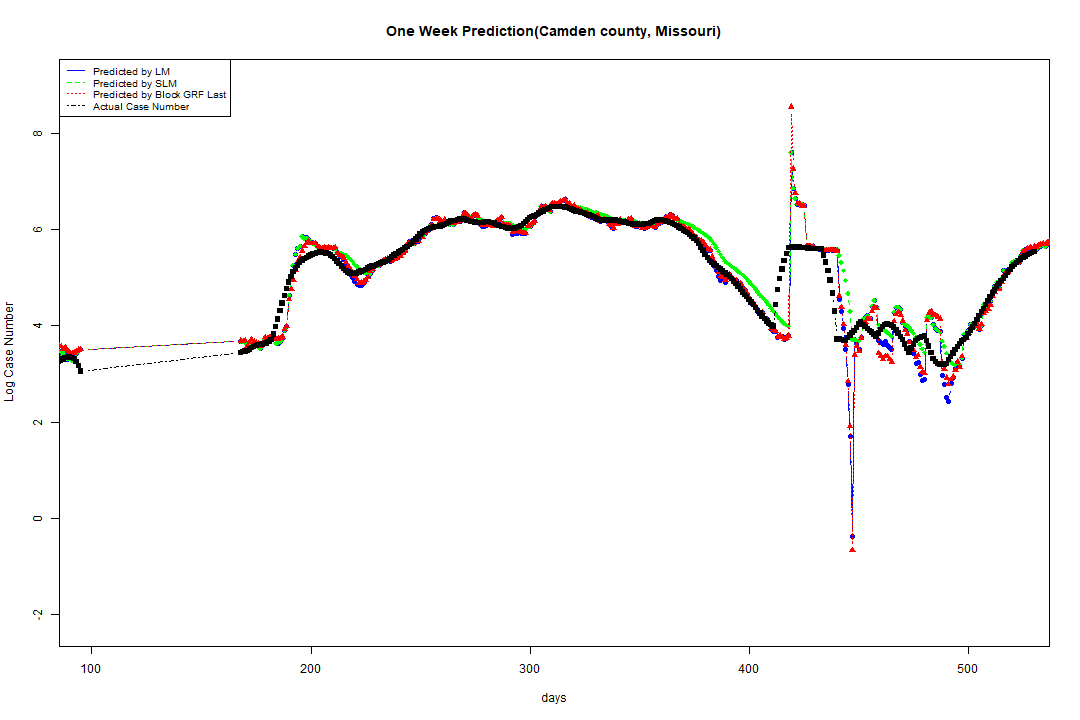 One Week Prediction(Camden county, Missouri)
Predicted by LM
Predicted by SLM
Predicted by Block GRF Last
Actual Case Number
8
6
4
2
0
-2
Log Case Number
100 200 300 400 500
days